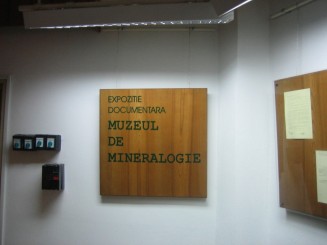 EXPOZITIE
DOCUMENTARA
MUZEUL
DE
MINERALOGIE